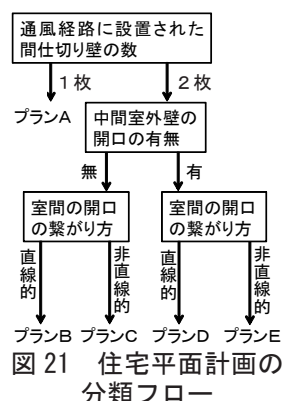 通風経路に設置された
間仕切り壁の数
1枚 2枚
プランA
中間室外壁の
開口の有無
無 有
室間の開口
の繋がり方
室間の開口
の繋がり方
直線的 非直線的 直線的 非直線的
プランB プランC プランD プランE
図21 住宅平面計画の
分類フロー